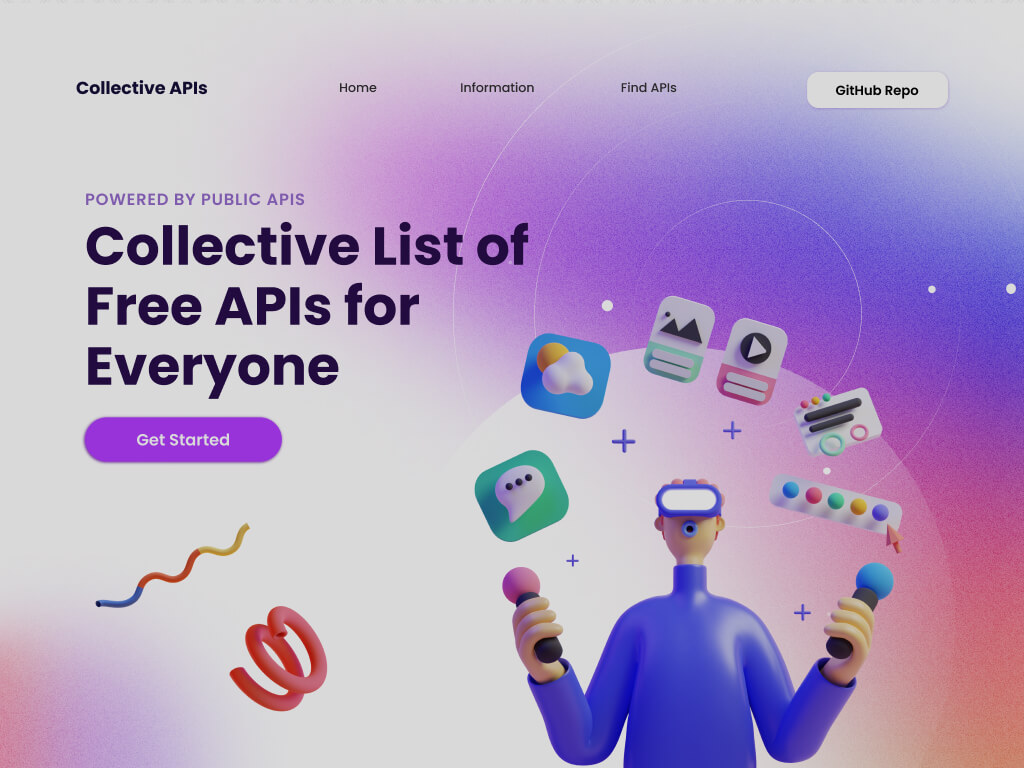 Collective APIs
Home
Information
Find APIs
GitHub Repo
POWERED BY PUBLIC APIS
Collective List of
Free APIs for
Everyone
Get Started